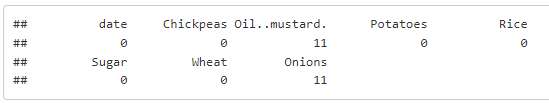 ##         date    Chickpeas Oil..mustard.     Potatoes         Rice
##            0            0           11            0            0
##        Sugar        Wheat       Onions
##            0            0           11